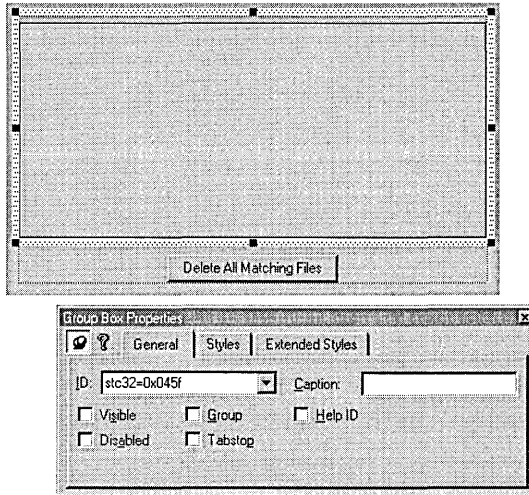 Delete All Matching Files
Group Box Properties
General Styles Extended Styles
ID: stc32=0x045f Caption:
Visible Group Help ID
Disabled Tabstop